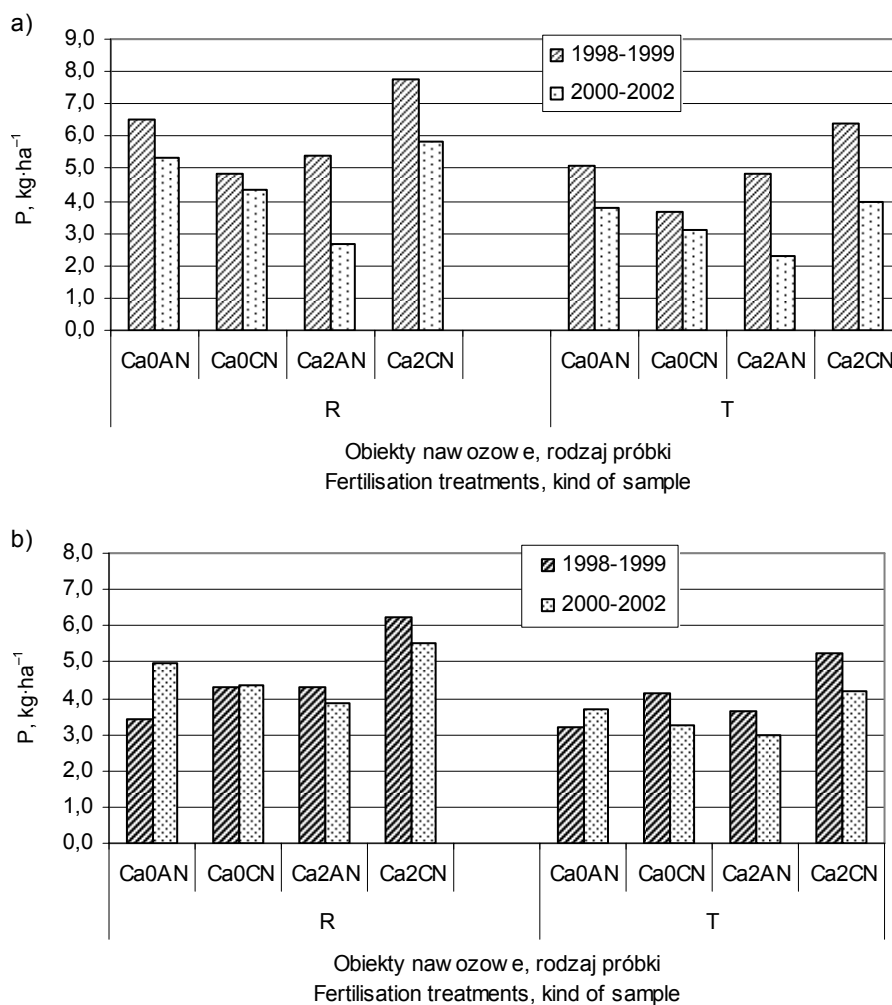 a)
9,0
8,0
7,0
6,0
5,0
4,0
3,0
2,0
1,0
0,0
P, kg·ha⁻¹
1998-1999
2000-2002
Ca0AN Ca0CN Ca2AN Ca2CN Ca0AN Ca0CN Ca2AN Ca2CN
R T
Obiekty nawozowe, rodzaj próbki
Fertilisation treatments, kind of sample
b)
8,0
7,0
6,0
5,0
4,0
3,0
2,0
1,0
0,0
P, kg·ha⁻¹
1998-1999
2000-2002
Ca0AN Ca0CN Ca2AN Ca2CN Ca0AN Ca0CN Ca2AN Ca2CN
R T
Obiekty nawozowe, rodzaj próbki
Fertilisation treatments, kind of sample